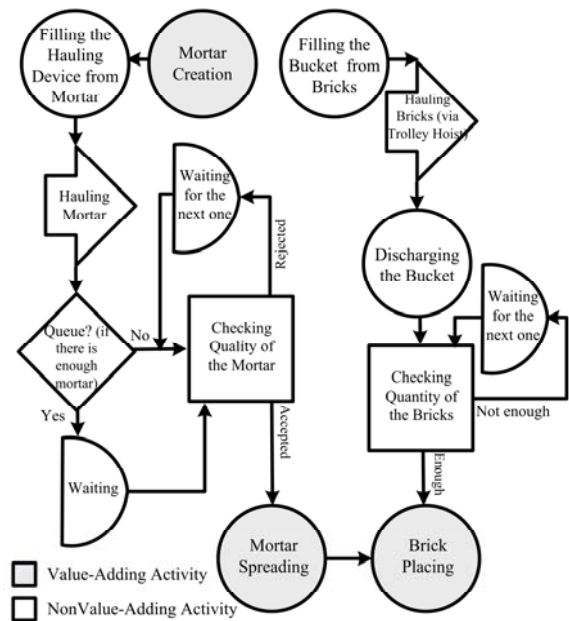 Filling the
Hauling
Device from
Mortar
Mortar
Creation
Filling the
Bucket from
Bricks
Hauling
Bricks (via
Trolley Hoist)
Hauling
Mortar
Waiting
for the
next one
Rejected
Discharging
the Bucket
Queue? (if
there is
enough
mortar)
No
Yes
Checking
Quality of
the Mortar
Waiting
for the
next one
Checking
Quantity of
the Bricks
Not enough
Waiting
Accepted
Enough
Mortar
Spreading
Brick
Placing
Value-Adding Activity
NonValue-Adding Activity